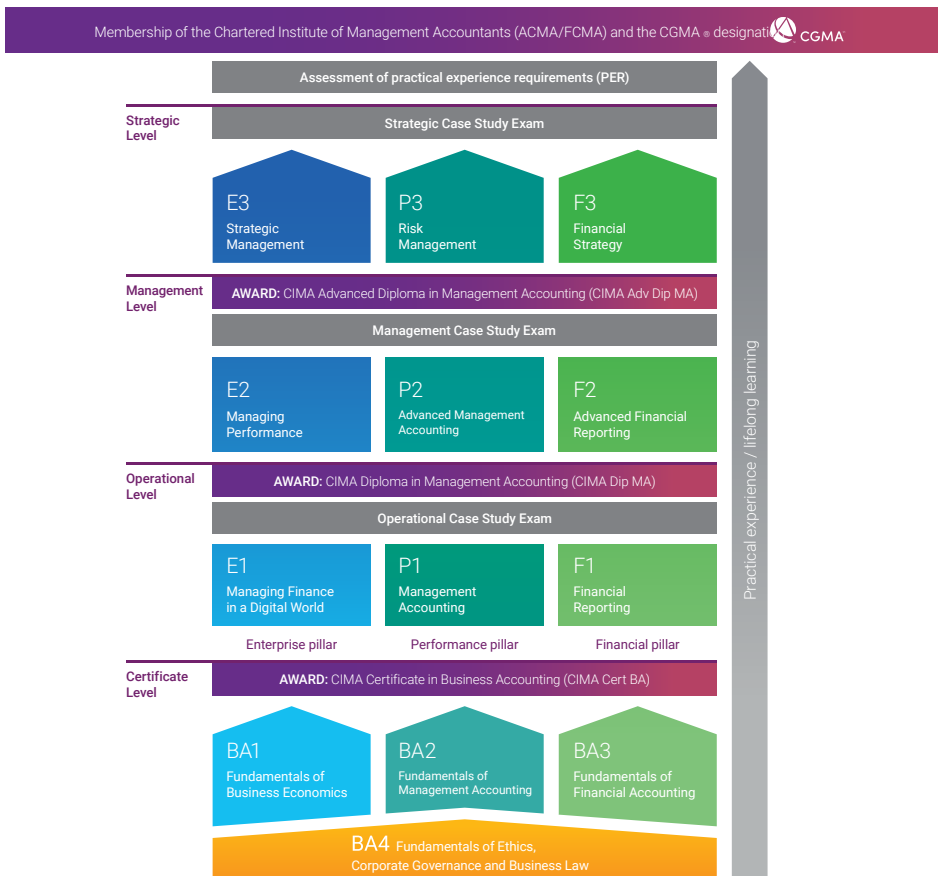 Membership of the Chartered Institute of Management Accountants (ACMA/FCMA) and the CGMA ® designati
CGMA
Assessment of practical experience requirements (PER)
Strategic
Level
Strategic Case Study Exam
E3
Strategic
Management
P3
Risk
Management
F3
Financial
Strategy
Management
Level
AWARD: CIMA Advanced Diploma in Management Accounting (CIMA Adv Dip MA)
Management Case Study Exam
E2
Managing
Performance
P2
Advanced Management
Accounting
F2
Advanced Financial
Reporting
Practical experience / lifelong learning
Operational
Level
AWARD: CIMA Diploma in Management Accounting (CIMA Dip MA)
Operational Case Study Exam
E1
Managing Finance
in a Digital World
P1
Management
Accounting
F1
Financial
Reporting
Enterprise pillar
Performance pillar
Financial pillar
Certificate
Level
AWARD: CIMA Certificate in Business Accounting (CIMA Cert BA)
BA1
Fundamentals of
Business Economics
BA2
Fundamentals of
Management Accounting
BA3
Fundamentals of
Financial Accounting
BA4 Fundamentals of Ethics,
Corporate Governance and Business Law